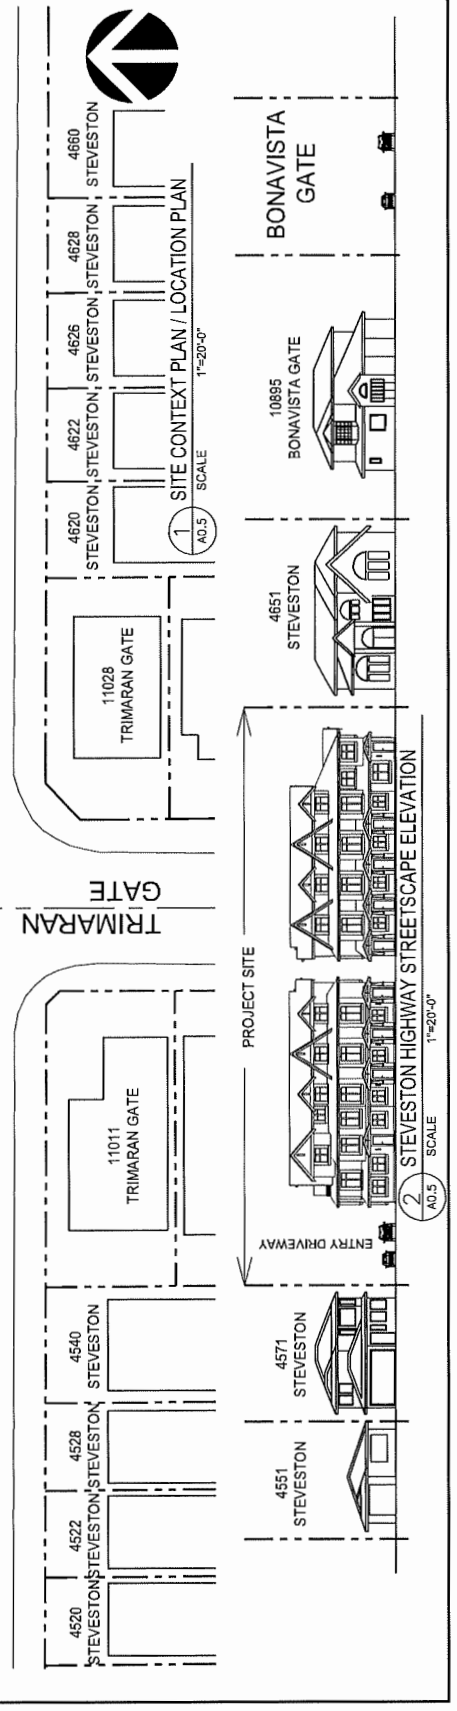 4520
STEVESTON
4522
STEVESTON
4528
STEVESTON
4540
STEVESTON
11011
TRIMARAN GATE
TRIMARAN
GATE
11028
TRIMARAN GATE
4620
STEVESTON
4622
STEVESTON
4626
STEVESTON
4628
STEVESTON
4660
STEVESTON
1
A0.5
SITE CONTEXT PLAN / LOCATION PLAN
SCALE
1"=20'-0"
4551
STEVESTON
4571
STEVESTON
ENTRY DRIVEWAY
PROJECT SITE
4651
STEVESTON
10895
BONAVISTA GATE
BONAVISTA
GATE
2
A0.5
STEVESTON HIGHWAY STREETSCAPE ELEVATION
SCALE
1"=20'-0"